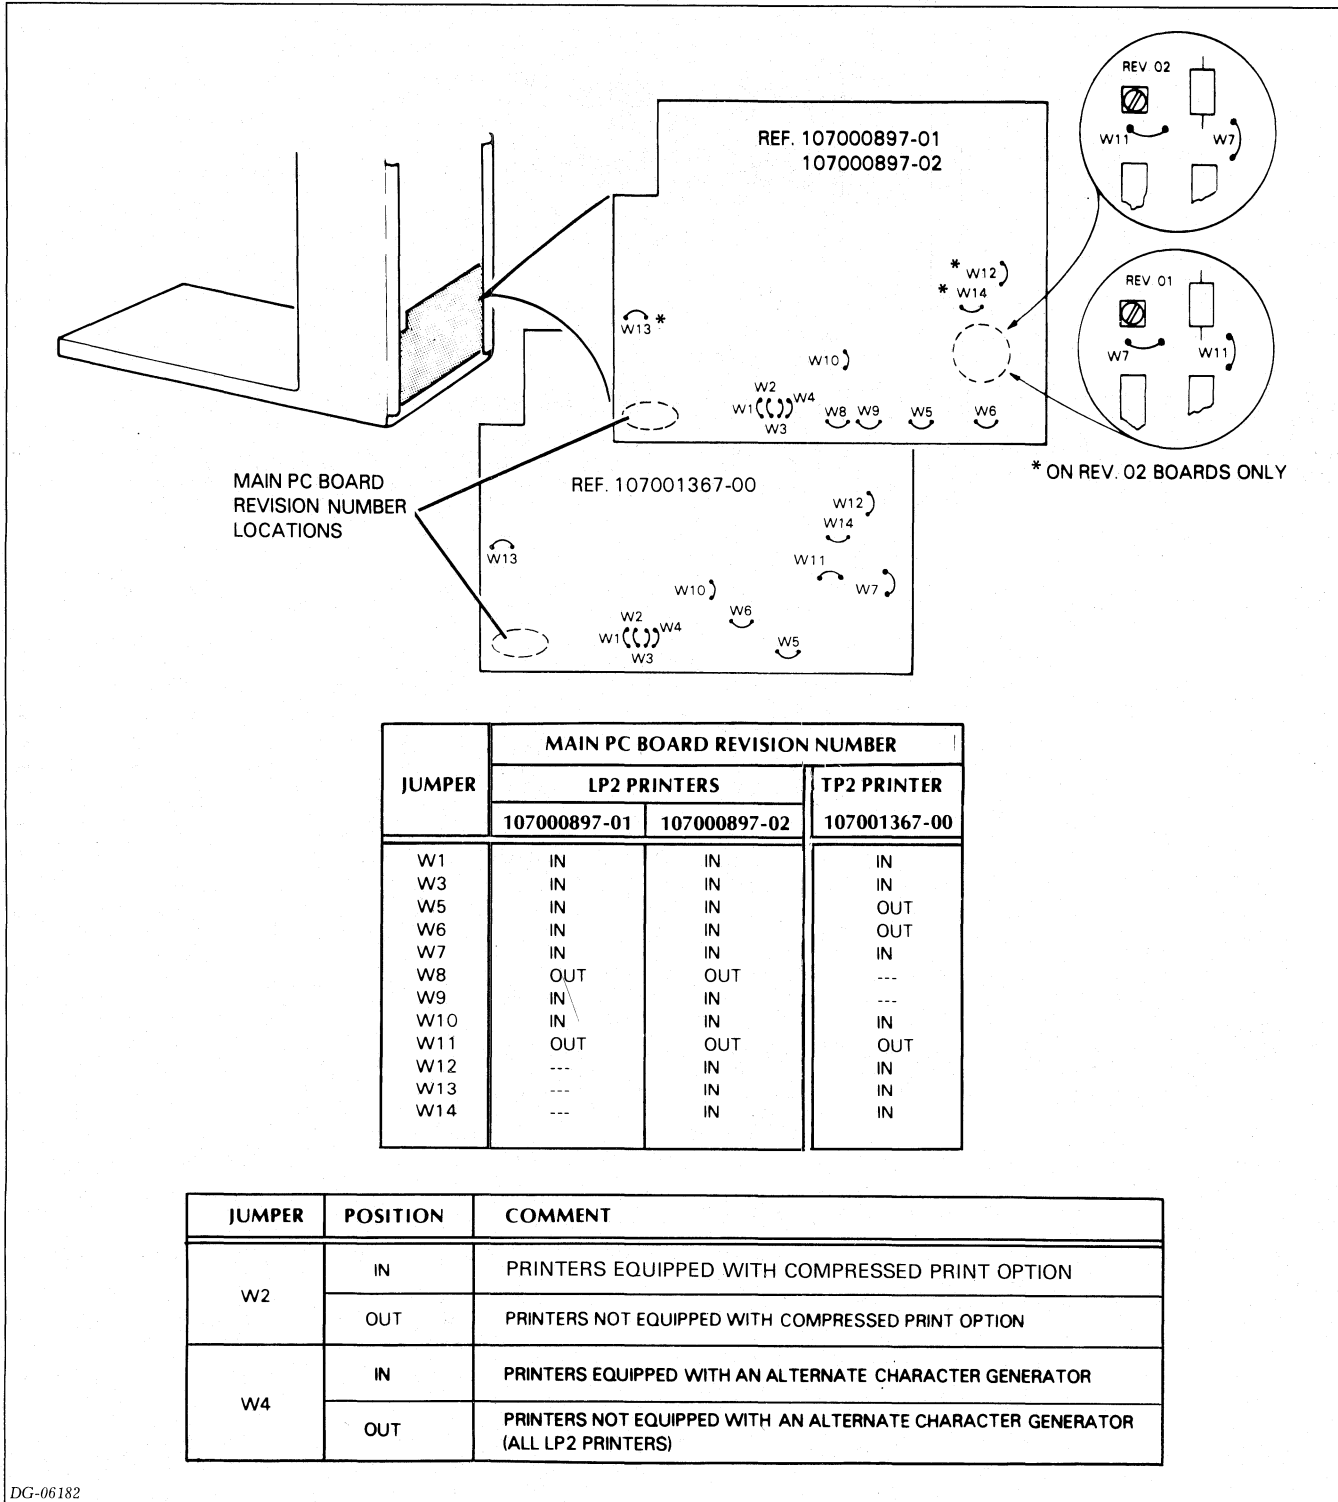 REV 02
W11
W7
REF. 107000897-01
107000897-02
* W12
* W14
W13 *
REV 01
W7
W11
W10
W2
W1
W4
W3
W8
W9
W5
W6
* ON REV. 02 BOARDS ONLY
MAIN PC BOARD
REVISION NUMBER
LOCATIONS
REF. 107001367-00
W12
W14
W13
W11
W7
W10
W6
W2
W1
W4
W3
W5
MAIN PC BOARD REVISION NUMBER
JUMPER LP2 PRINTERS TP2 PRINTER
107000897-01 107000897-02 107001367-00
W1 IN IN IN
W3 IN IN IN
W5 IN IN OUT
W6 IN IN OUT
W7 IN IN IN
W8 OUT OUT ---
W9 IN IN ---
W10 IN IN IN
W11 OUT OUT OUT
W12 --- IN IN
W13 --- IN IN
W14 --- IN IN
JUMPER POSITION COMMENT
W2
IN PRINTERS EQUIPPED WITH COMPRESSED PRINT OPTION
OUT PRINTERS NOT EQUIPPED WITH COMPRESSED PRINT OPTION
W4
IN PRINTERS EQUIPPED WITH AN ALTERNATE CHARACTER GENERATOR
OUT PRINTERS NOT EQUIPPED WITH AN ALTERNATE CHARACTER GENERATOR
(ALL LP2 PRINTERS)
DG-06182